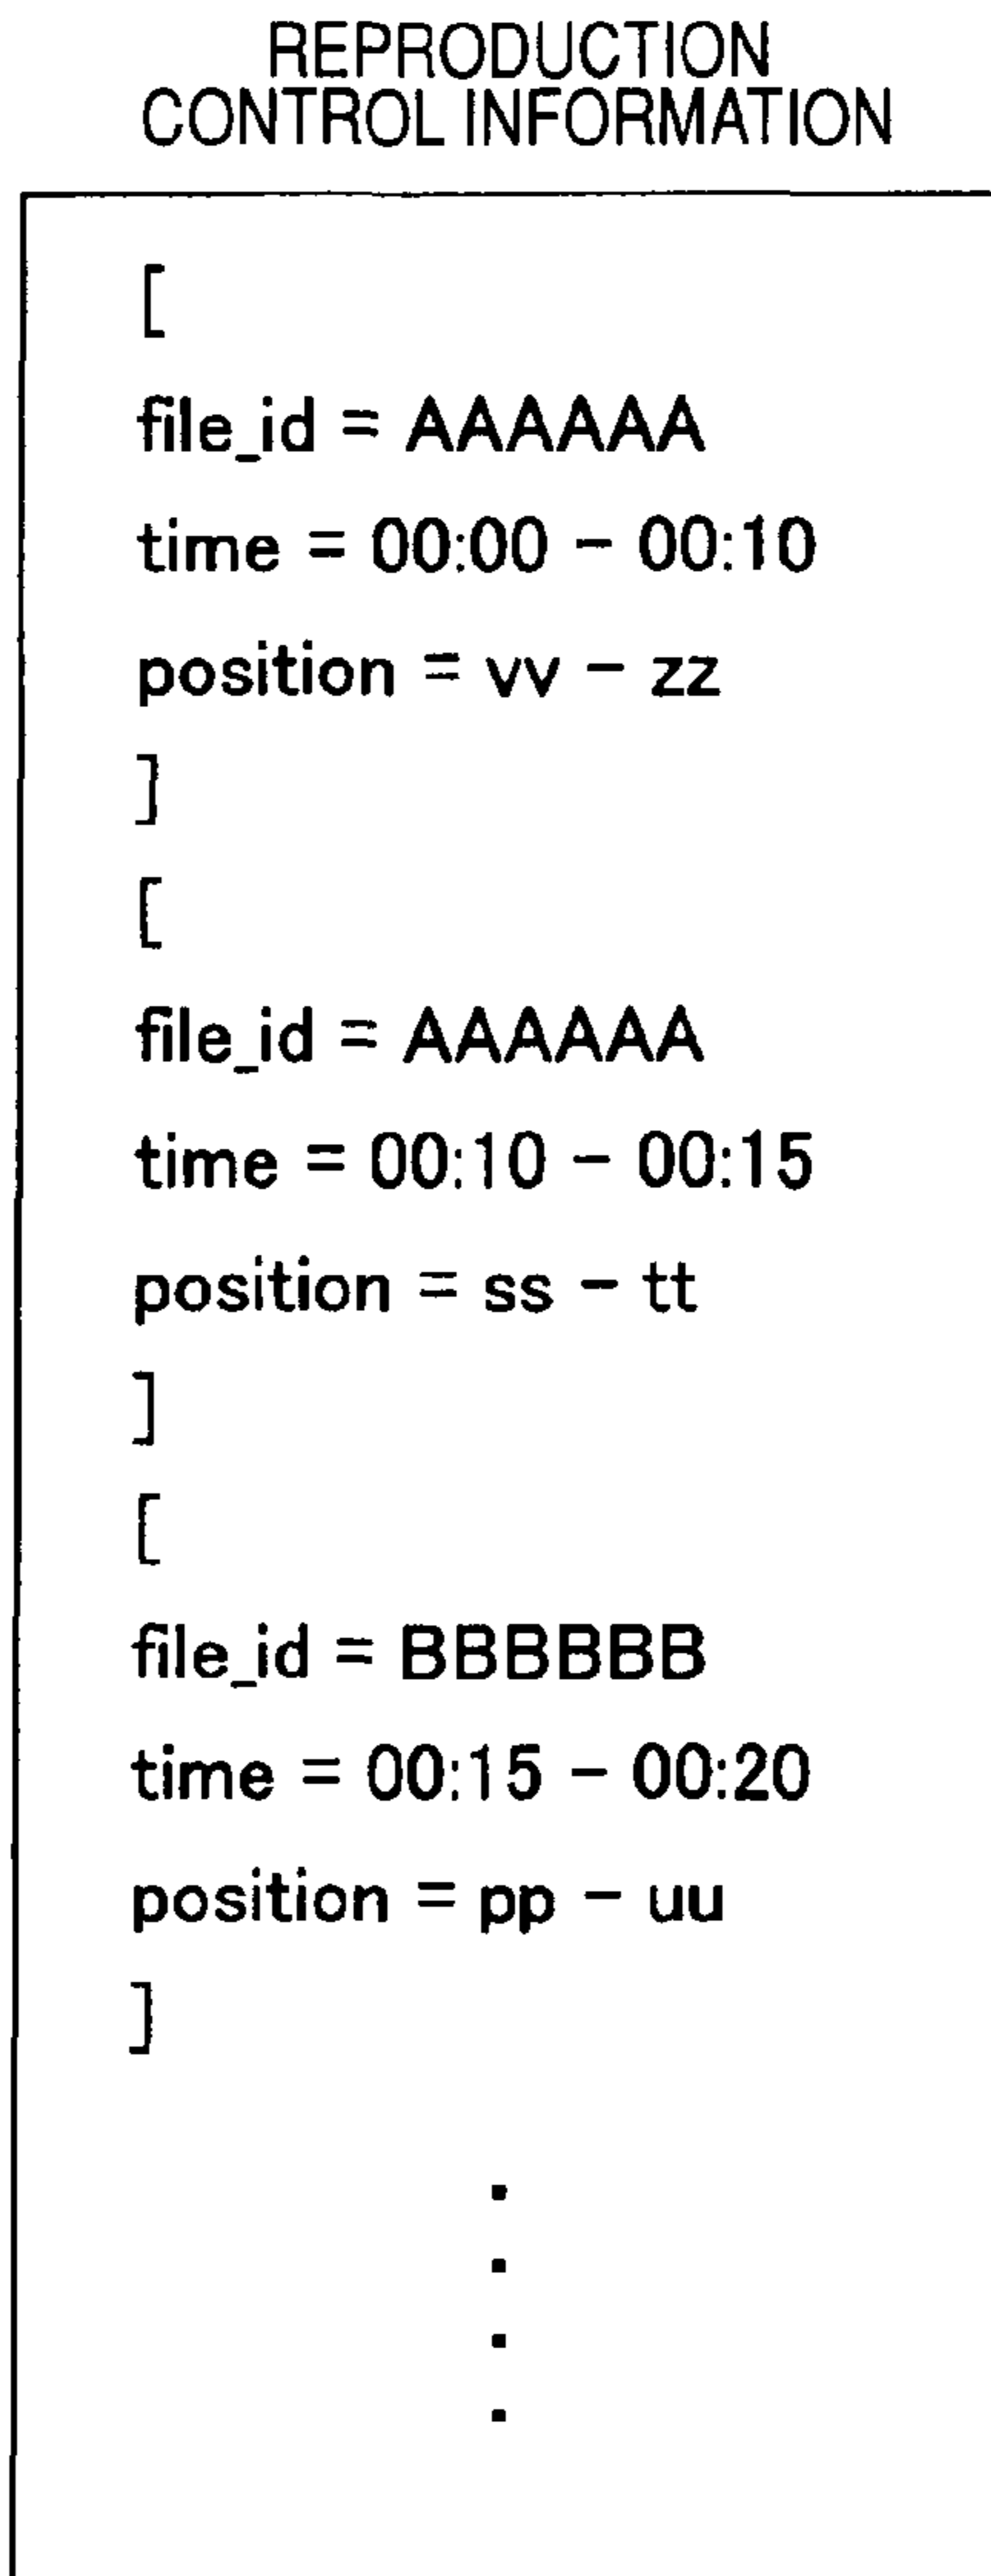 REPRODUCTION
CONTROL INFORMATION
[
file_id = AAAAAA
time = 00:00 - 00:10
position = vv - zz
]
[
file_id = AAAAAA
time = 00:10 - 00:15
position = ss - tt
]
[
file_id = BBBBBB
time = 00:15 - 00:20
position = pp - uu
]
.
.
.
.